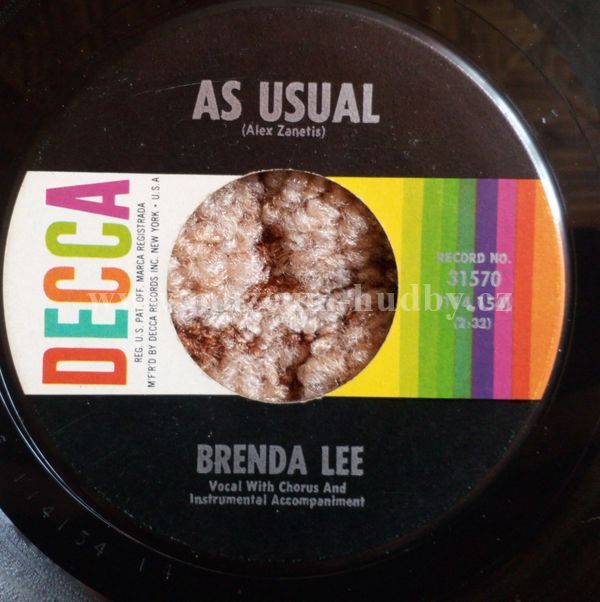 AS USUAL
(Alex Zanetis)
DECCA
REG. U.S. PAT. OFF. MARCA REGISTRADA
M'F'R'D BY DECCA RECORDS INC. NEW YORK • U.S.A
RECORD NO.
31570
(2:32)
BRENDA LEE
Vocal With Chorus And
Instrumental Accompaniment
114154